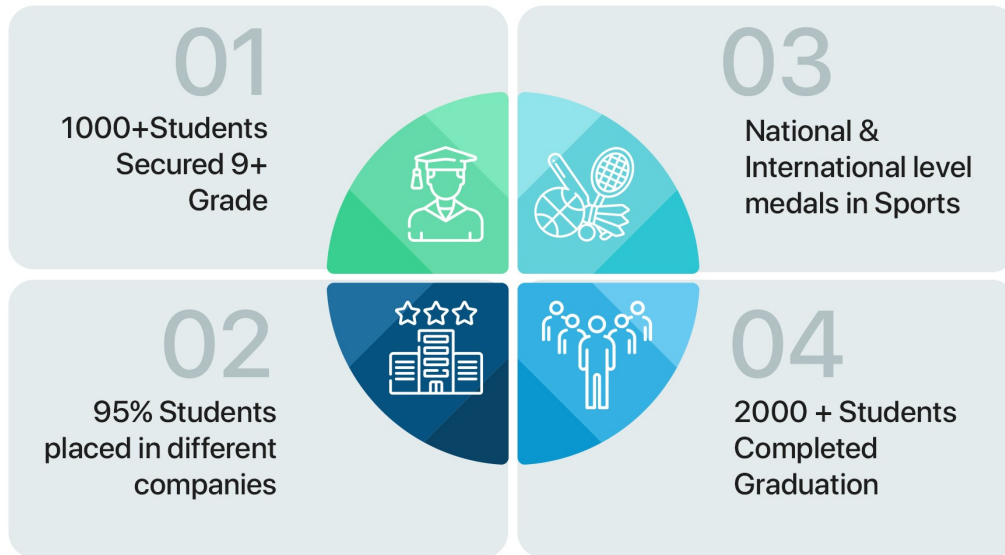 01
1000+Students
Secured 9+
Grade
02
95% Students
placed in different
companies
03
National &
International level
medals in Sports
04
2000 + Students
Completed
Graduation